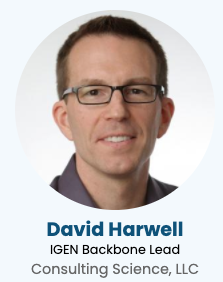 David Harwell
IGEN Backbone Lead
Consulting Science, LLC